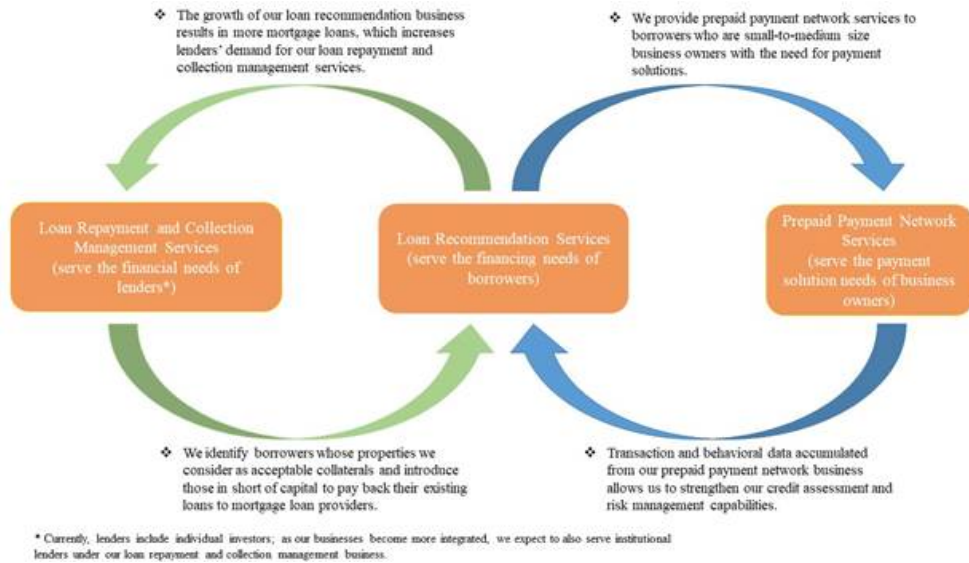 ❖ The growth of our loan recommendation business
results in more mortgage loans, which increases
lenders' demand for our loan repayment and
collection management services.
❖ We provide prepaid payment network services to
borrowers who are small-to-medium size
business owners with the need for payment
solutions.
Loan Repayment and Collection
Management Services
(serve the financial needs of
lenders*)
Loan Recommendation Services
(serve the financing needs of
borrowers)
Prepaid Payment Network
Services
(serve the payment
solution needs of business
owners)
❖ We identify borrowers whose properties we
consider as acceptable collaterals and introduce
those in short of capital to pay back their existing
loans to mortgage loan providers.
❖ Transaction and behavioral data accumulated
from our prepaid payment network business
allows us to strengthen our credit assessment and
risk management capabilities.
* Currently, lenders include individual investors; as our businesses become more integrated, we expect to also serve institutional
lenders under our loan repayment and collection management business.